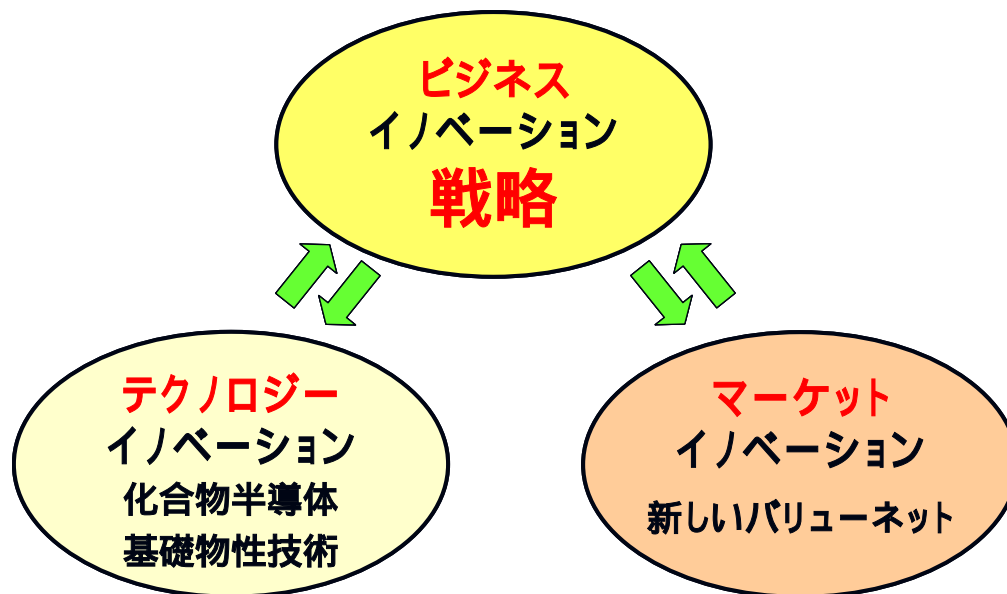 ビジネス
イノベーション
戦略
テクノロジー
イノベーション
化合物半導体
基礎物性技術
マーケット
イノベーション
新しいバリューネット